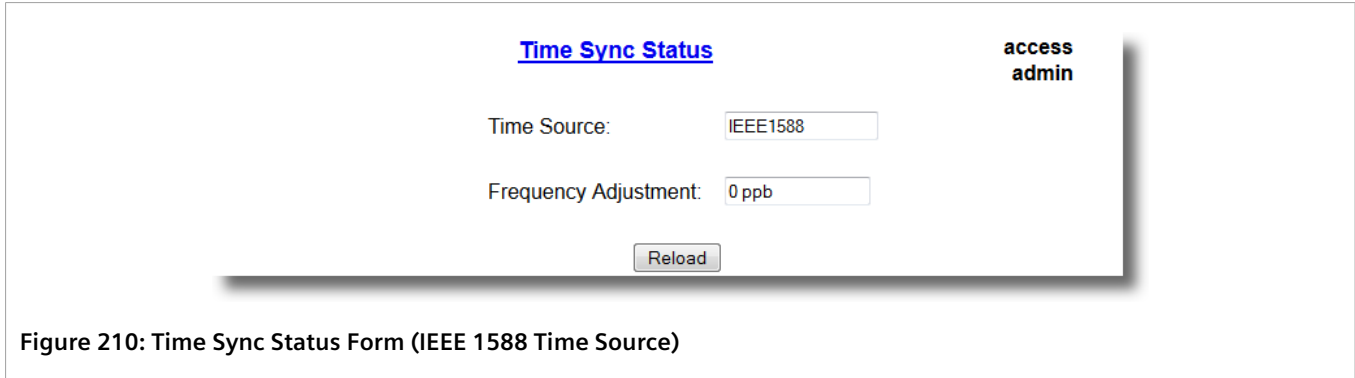 Time Sync Status
access
admin
Time Source: IEEE1588
Frequency Adjustment: 0 ppb
Reload
Figure 210: Time Sync Status Form (IEEE 1588 Time Source)